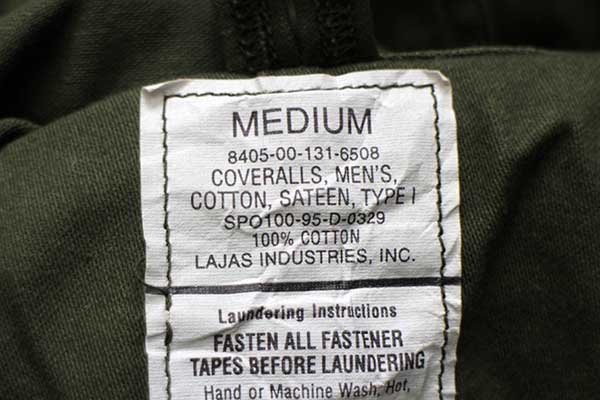 MEDIUM
8405-00-131-6508
COVERALLS, MEN'S,
COTTON, SATEEN, TYPE I
SPO100-95-D-0329
100% COTTON
LAJAS INDUSTRIES, INC.
Laundering Instructions
FASTEN ALL FASTENER
TAPES BEFORE LAUNDERING
Hand or Machine Wash, Hot,